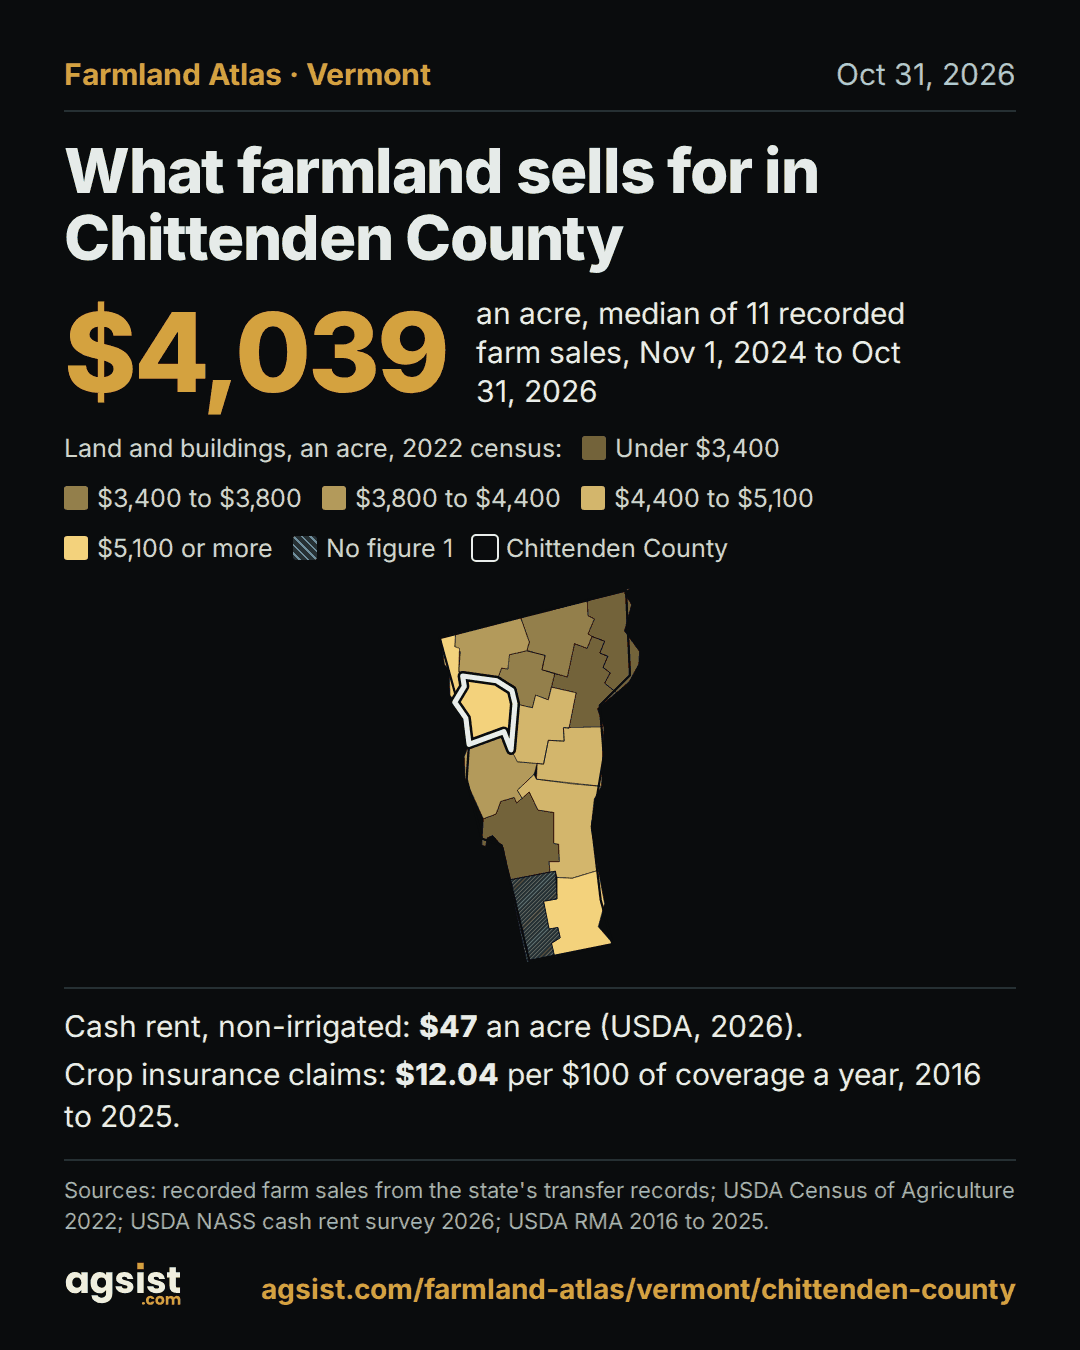 Farmland Atlas · Vermont
Oct 31, 2026
What farmland sells for in
Chittenden County
$4,039
an acre, median of 11 recorded
farm sales, Nov 1, 2024 to Oct
31, 2026
Land and buildings, an acre, 2022 census: Under $3,400
$3,400 to $3,800 $3,800 to $4,400 $4,400 to $5,100
$5,100 or more No figure 1 Chittenden County
Cash rent, non-irrigated: $47 an acre (USDA, 2026).
Crop insurance claims: $12.04 per $100 of coverage a year, 2016
to 2025.
Sources: recorded farm sales from the state's transfer records; USDA Census of Agriculture
2022; USDA NASS cash rent survey 2026; USDA RMA 2016 to 2025.
agsist
.com
agsist.com/farmland-atlas/vermont/chittenden-county